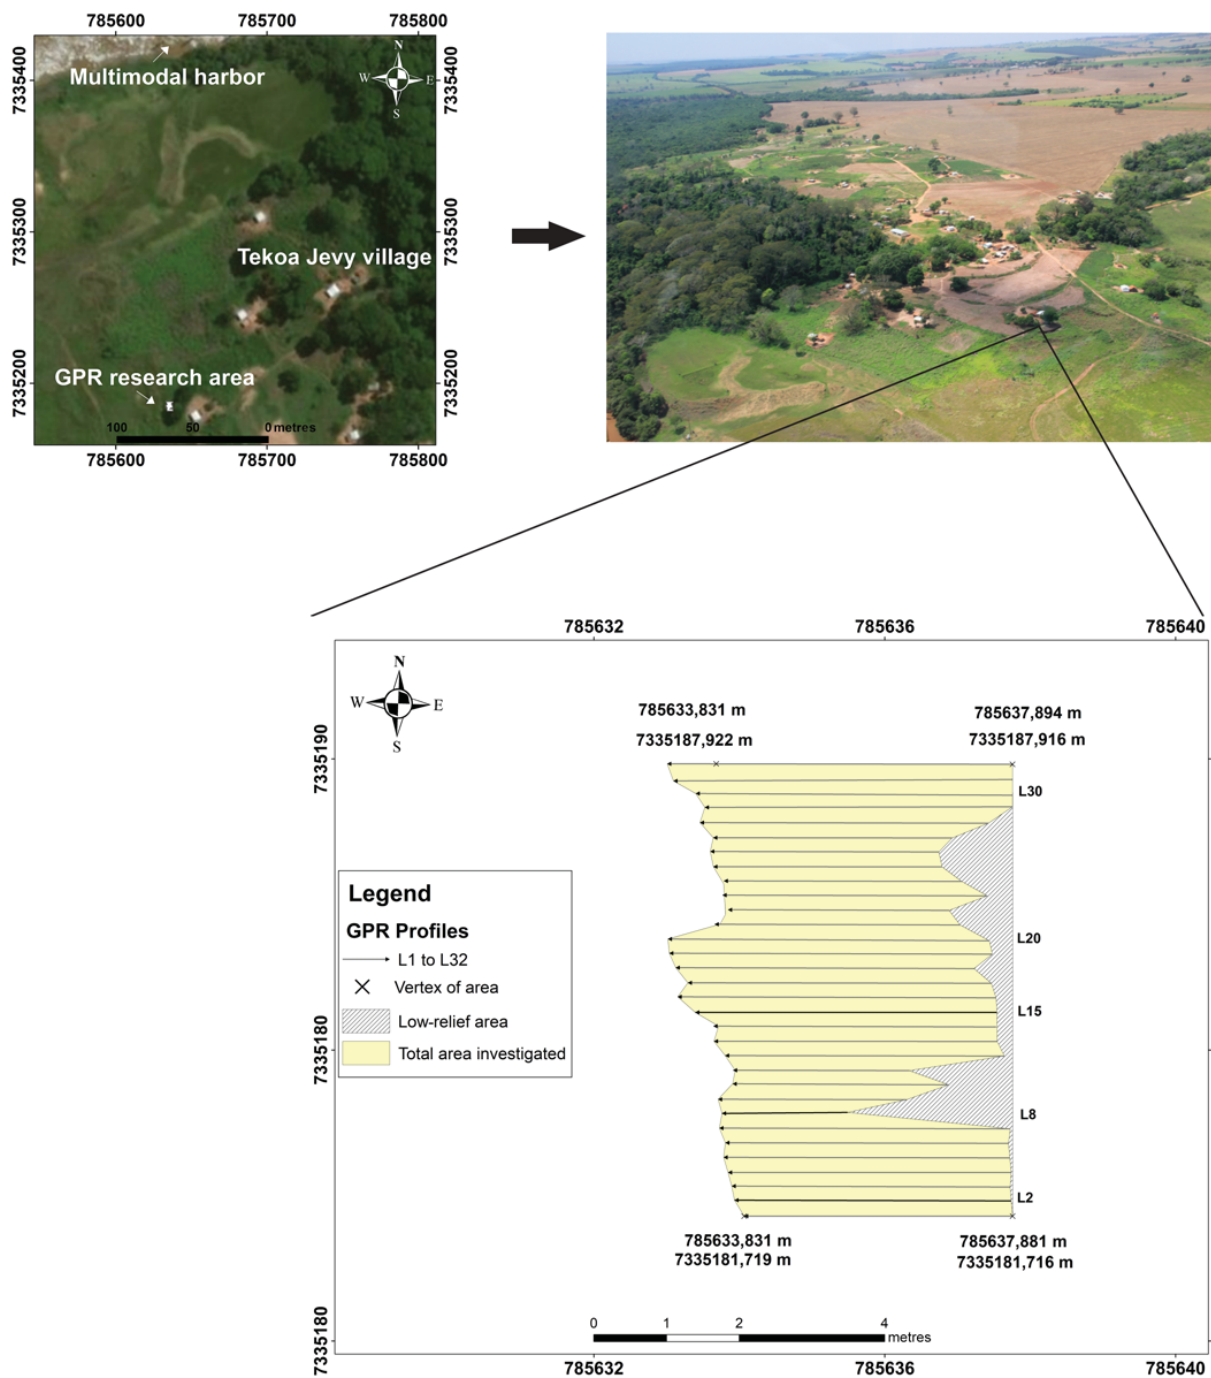 785600
785700
785800
7335400
7335400
Multimodal harbor
N
W
E
S
7335300
7335300
Tekoa Jevy village
7335200
7335200
GPR research area
100
50
0 metres
785600
785700
785800
785632
785636
785640
N
W
E
S
7335190
785633,831 m
7335187,922 m
785637,894 m
7335187,916 m
L30
Legend
GPR Profiles
L1 to L32
Vertex of area
Low-relief area
Total area investigated
L20
L15
7335180
L8
L2
785633,831 m
7335181,719 m
785637,881 m
7335181,716 m
7335180
0
1
2
4
metres
785632
785636
785640